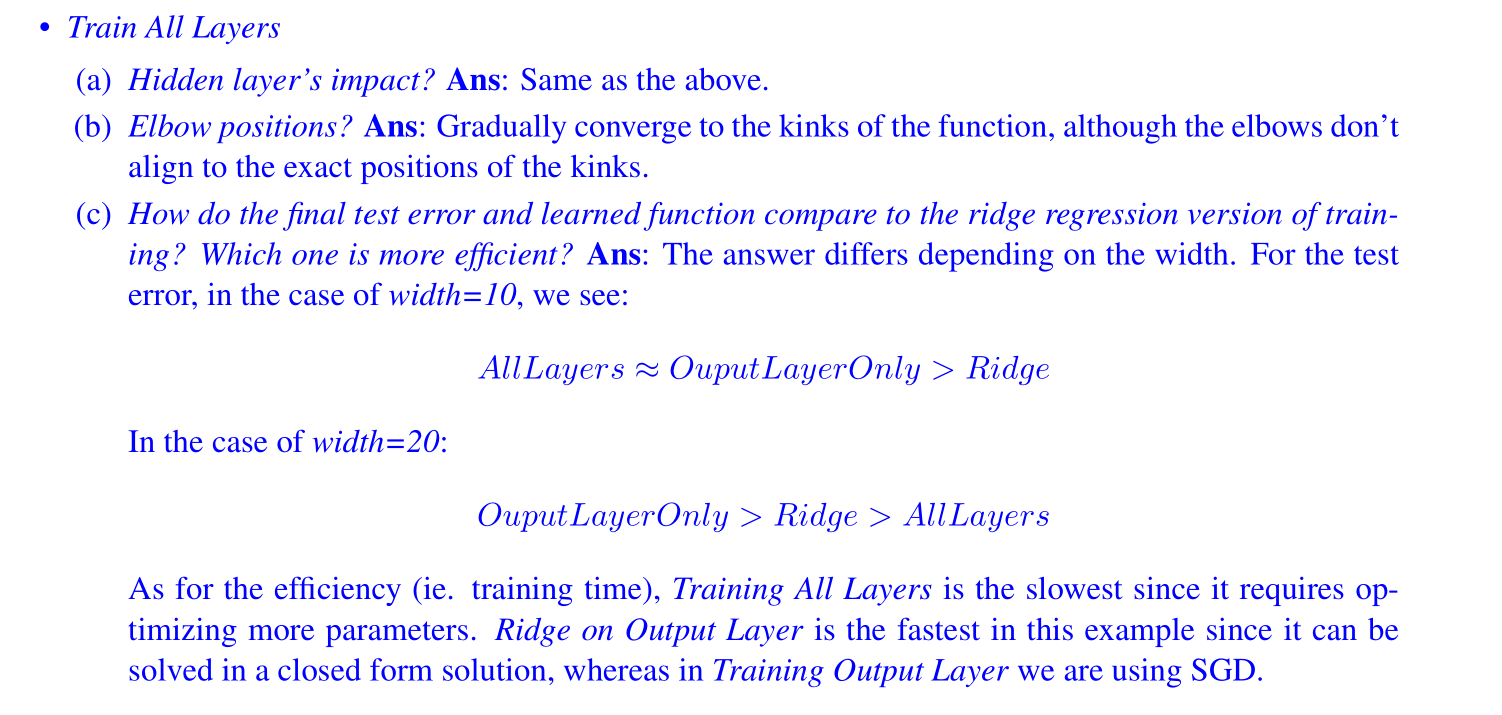 • Train All Layers
(a) Hidden layer's impact? Ans: Same as the above.
(b) Elbow positions? Ans: Gradually converge to the kinks of the function, although the elbows don't
align to the exact positions of the kinks.
(c) How do the final test error and learned function compare to the ridge regression version of train-
ing? Which one is more efficient? Ans: The answer differs depending on the width. For the test
error, in the case of width=10, we see:
AllLayers ≈ OuputLayerOnly > Ridge
In the case of width=20:
OuputLayerOnly > Ridge > AllLayers
As for the efficiency (ie. training time), Training All Layers is the slowest since it requires op-
timizing more parameters. Ridge on Output Layer is the fastest in this example since it can be
solved in a closed form solution, whereas in Training Output Layer we are using SGD.